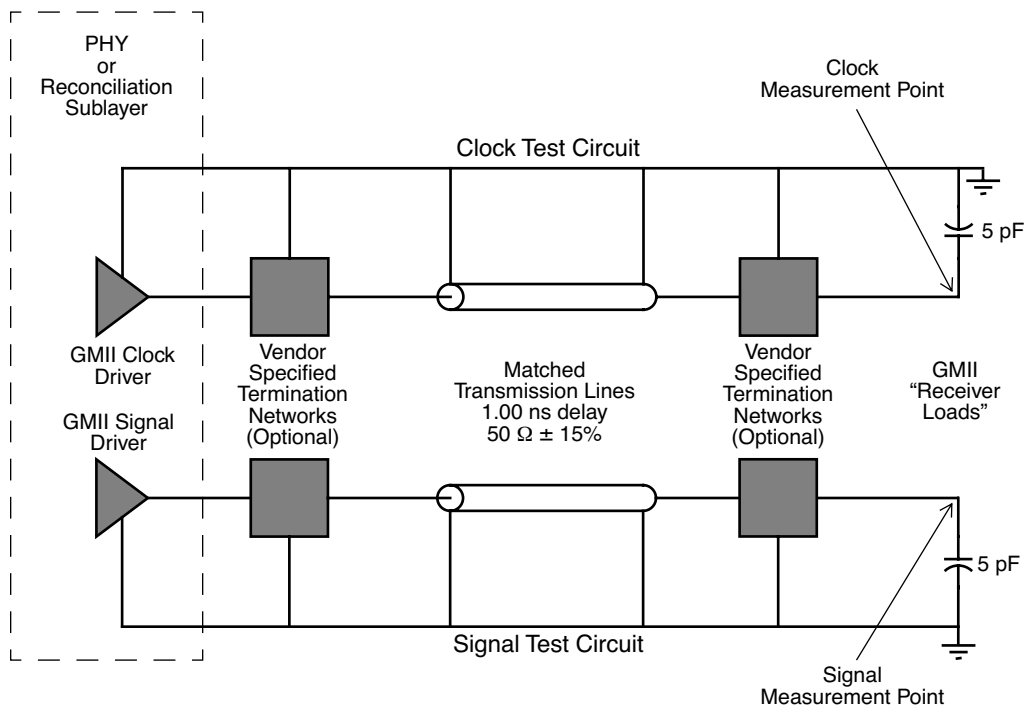 PHY
or
Reconciliation
Sublayer
Clock
Measurement Point
Clock Test Circuit
5 pF
GMII Clock
Driver
Vendor
Specified
Termination
Networks
(Optional)
Matched
Transmission Lines
1.00 ns delay
50 Ω ± 15%
Vendor
Specified
Termination
Networks
(Optional)
GMII
“Receiver
Loads”
GMII Signal
Driver
5 pF
Signal Test Circuit
Signal
Measurement Point